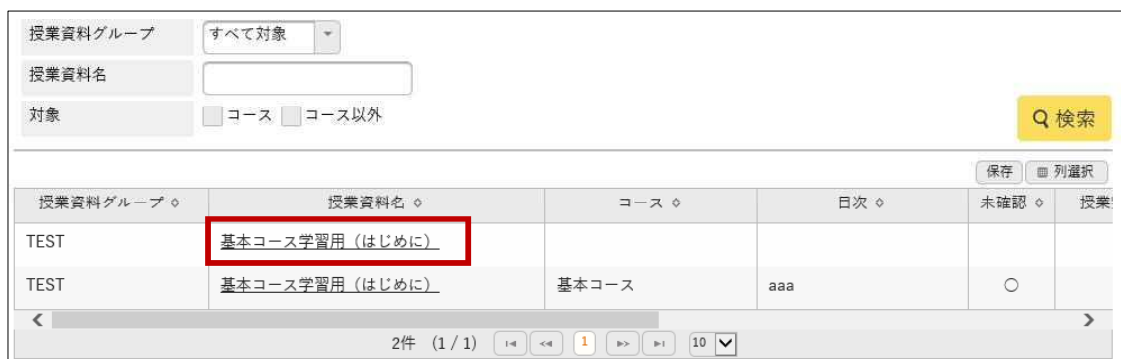 授業資料グループ すべて対象
授業資料名
対象 コース コース以外
検索
保存 列選択
授業資料グループ 授業資料名 コース 日次 未確認 授業
TEST 基本コース学習用（はじめに）
TEST 基本コース学習用（はじめに） 基本コース aaa ○
2件 (1 / 1) 1 10